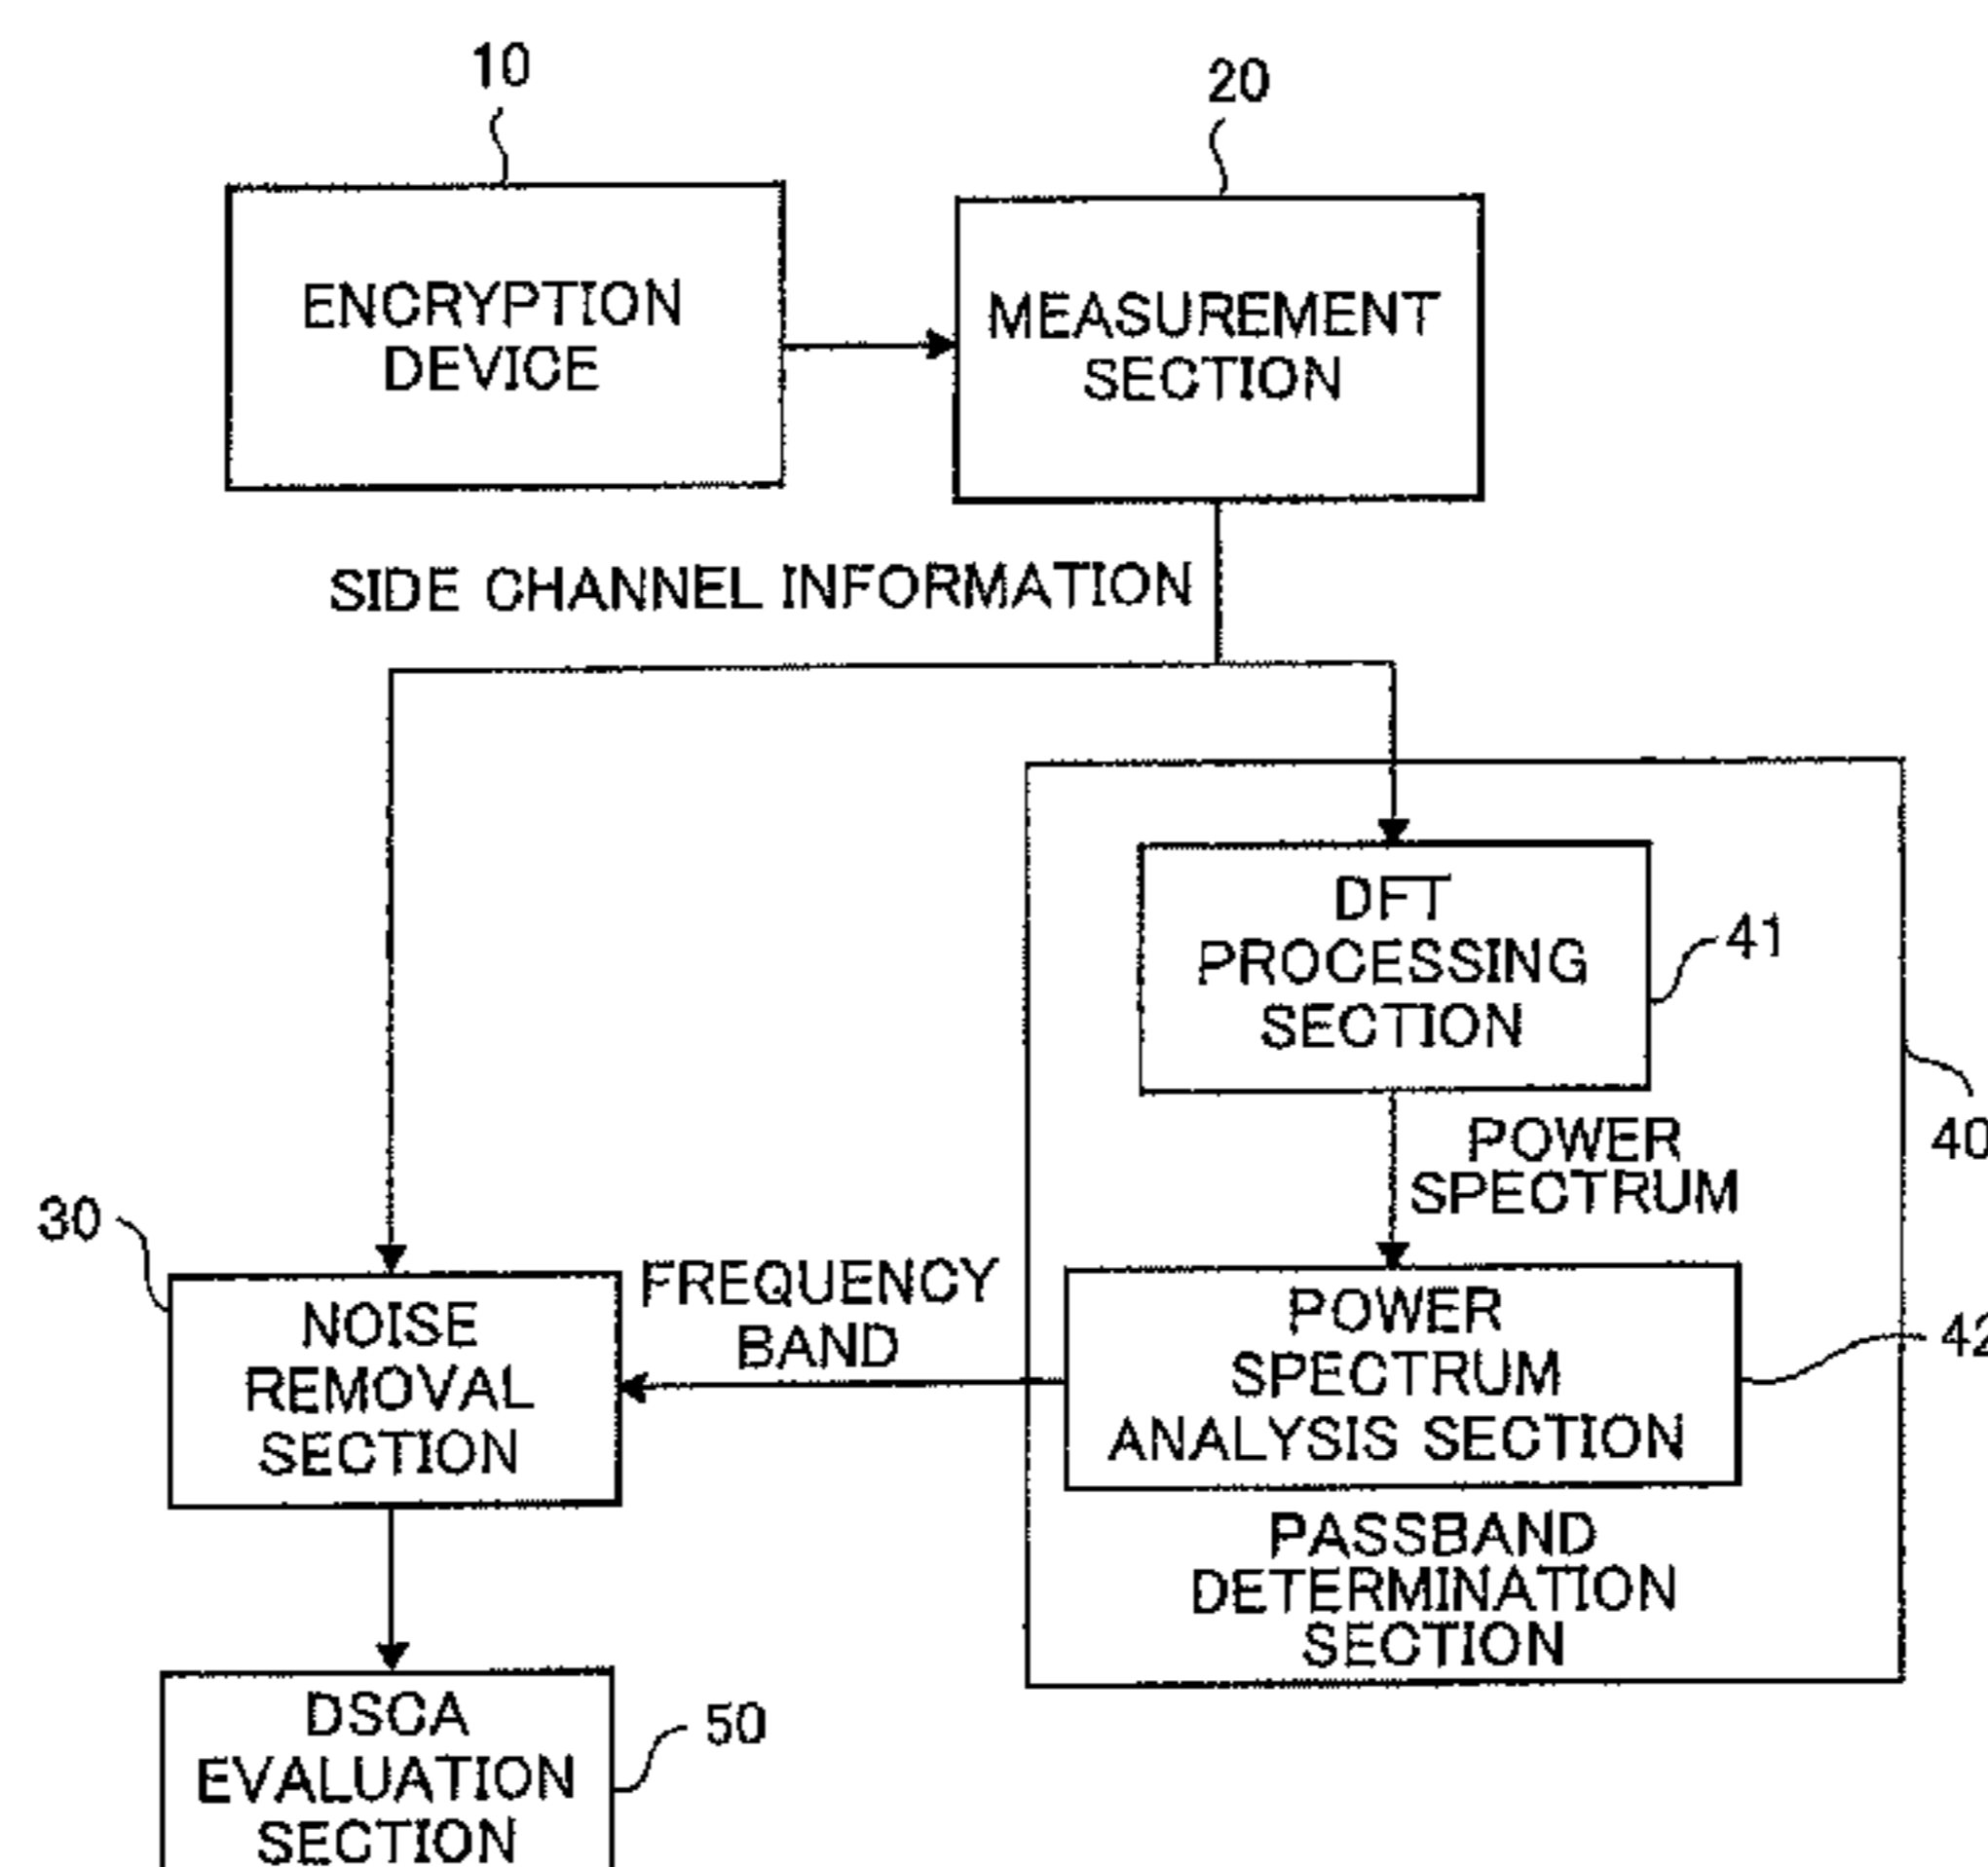 10
20
ENCRYPTION
DEVICE
MEASUREMENT
SECTION
SIDE CHANNEL INFORMATION
DFT
PROCESSING
SECTION
41
40
POWER
SPECTRUM
30
NOISE
REMOVAL
SECTION
FREQUENCY
BAND
POWER
SPECTRUM
ANALYSIS SECTION
42
PASSBAND
DETERMINATION
SECTION
DSCA
EVALUATION
SECTION
50